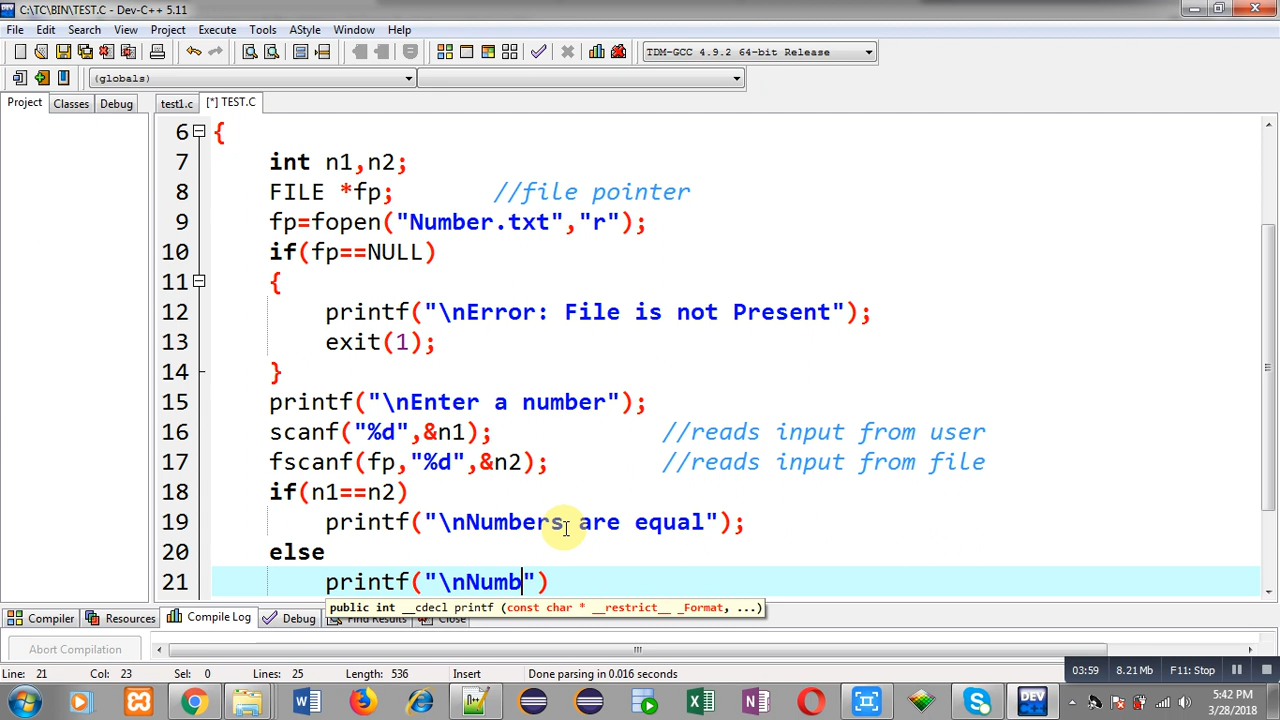 C:\TC\BIN\TEST.C - Dev-C++ 5.11
File Edit Search View Project Execute Tools AStyle Window Help
TDM-GCC 4.9.2 64-bit Release
(globals)
Project Classes Debug test1.c [*] TEST.C
6 {
7 int n1,n2;
8 FILE *fp; //file pointer
9 fp=fopen("Number.txt","r");
10 if(fp==NULL)
11 {
12 printf("\nError: File is not Present");
13 exit(1);
14 }
15 printf("\nEnter a number");
16 scanf("%d",&n1); //reads input from user
17 fscanf(fp,"%d",&n2); //reads input from file
18 if(n1==n2)
19 printf("\nNumbers are equal");
20 else
21 printf("\nNumb")
public int __cdecl printf (const char * __restrict__ _Format, ...)
Compiler Resources Compile Log Debug Find Results Close
Abort Compilation
Line: 21 Col: 23 Sel: 0 Lines: 25 Length: 536 Insert Done parsing in 0.016 seconds
03:59 8.21 Mb F11: Stop
DEV
5:42 PM
3/28/2018